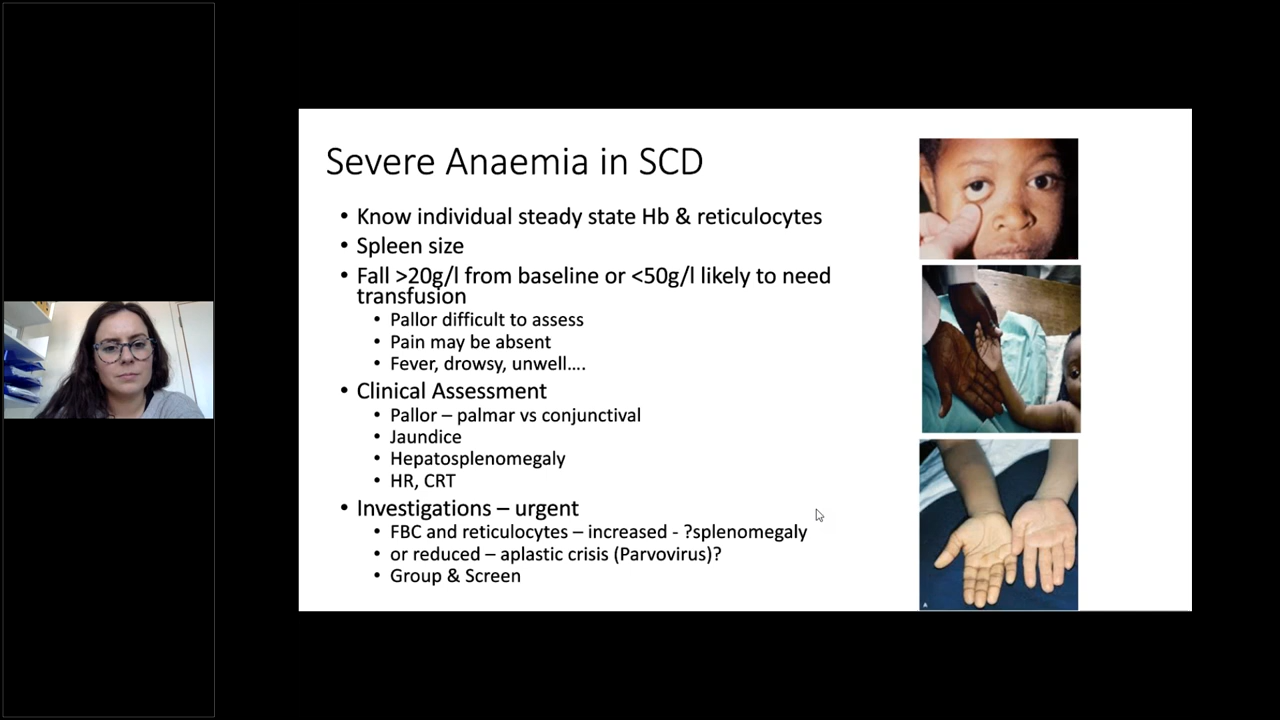 Severe Anaemia in SCD
• Know individual steady state Hb & reticulocytes
• Spleen size
• Fall >20g/l from baseline or <50g/l likely to need
transfusion
• Pallor difficult to assess
• Pain may be absent
• Fever, drowsy, unwell....
• Clinical Assessment
• Pallor – palmar vs conjunctival
• Jaundice
• Hepatosplenomegaly
• HR, CRT
• Investigations – urgent
• FBC and reticulocytes – increased - ?splenomegaly
• or reduced – aplastic crisis (Parvovirus)?
• Group & Screen
A